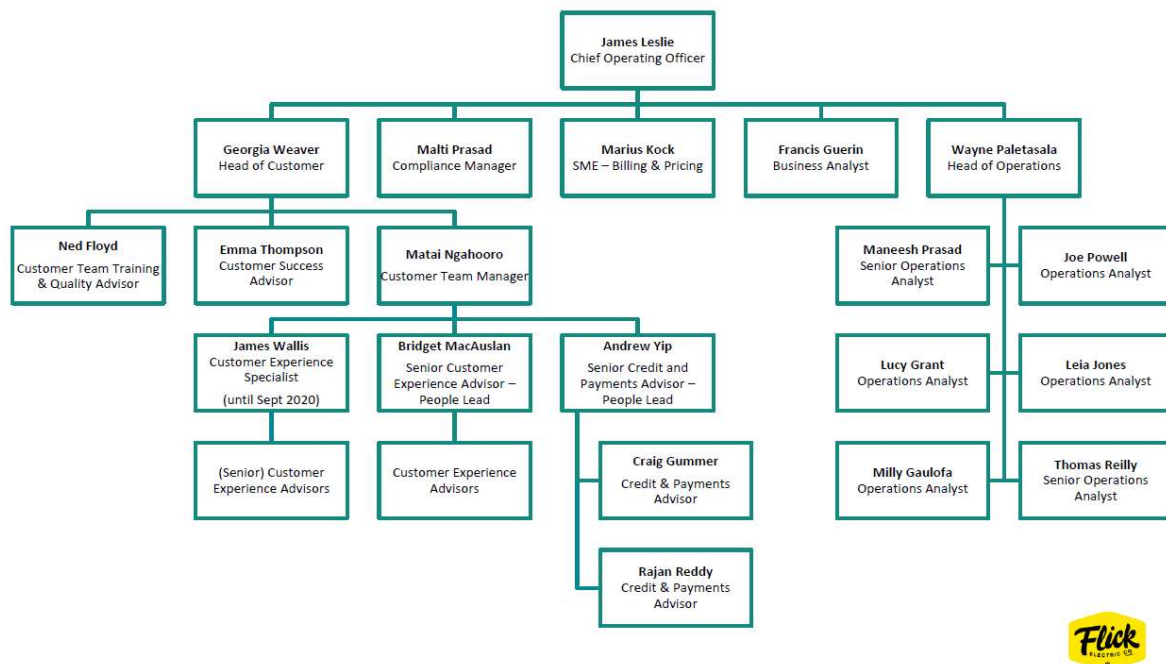 James Leslie
Chief Operating Officer
Georgia Weaver
Head of Customer
Malti Prasad
Compliance Manager
Marius Kock
SME – Billing & Pricing
Francis Guerin
Business Analyst
Wayne Paletasala
Head of Operations
Ned Floyd
Customer Team Training
& Quality Advisor
Emma Thompson
Customer Success
Advisor
Matai Ngahooro
Customer Team Manager
Maneesh Prasad
Senior Operations
Analyst
Joe Powell
Operations Analyst
James Wallis
Customer Experience
Specialist
(until Sept 2020)
Bridget MacAuslan
Senior Customer
Experience Advisor –
People Lead
Andrew Yip
Senior Credit and
Payments Advisor –
People Lead
Lucy Grant
Operations Analyst
Leia Jones
Operations Analyst
(Senior) Customer
Experience Advisors
Customer Experience
Advisors
Craig Gummer
Credit & Payments
Advisor
Milly Gaulofa
Operations Analyst
Thomas Reilly
Senior Operations
Analyst
Rajan Reddy
Credit & Payments
Advisor
Flick
ELECTRIC CO